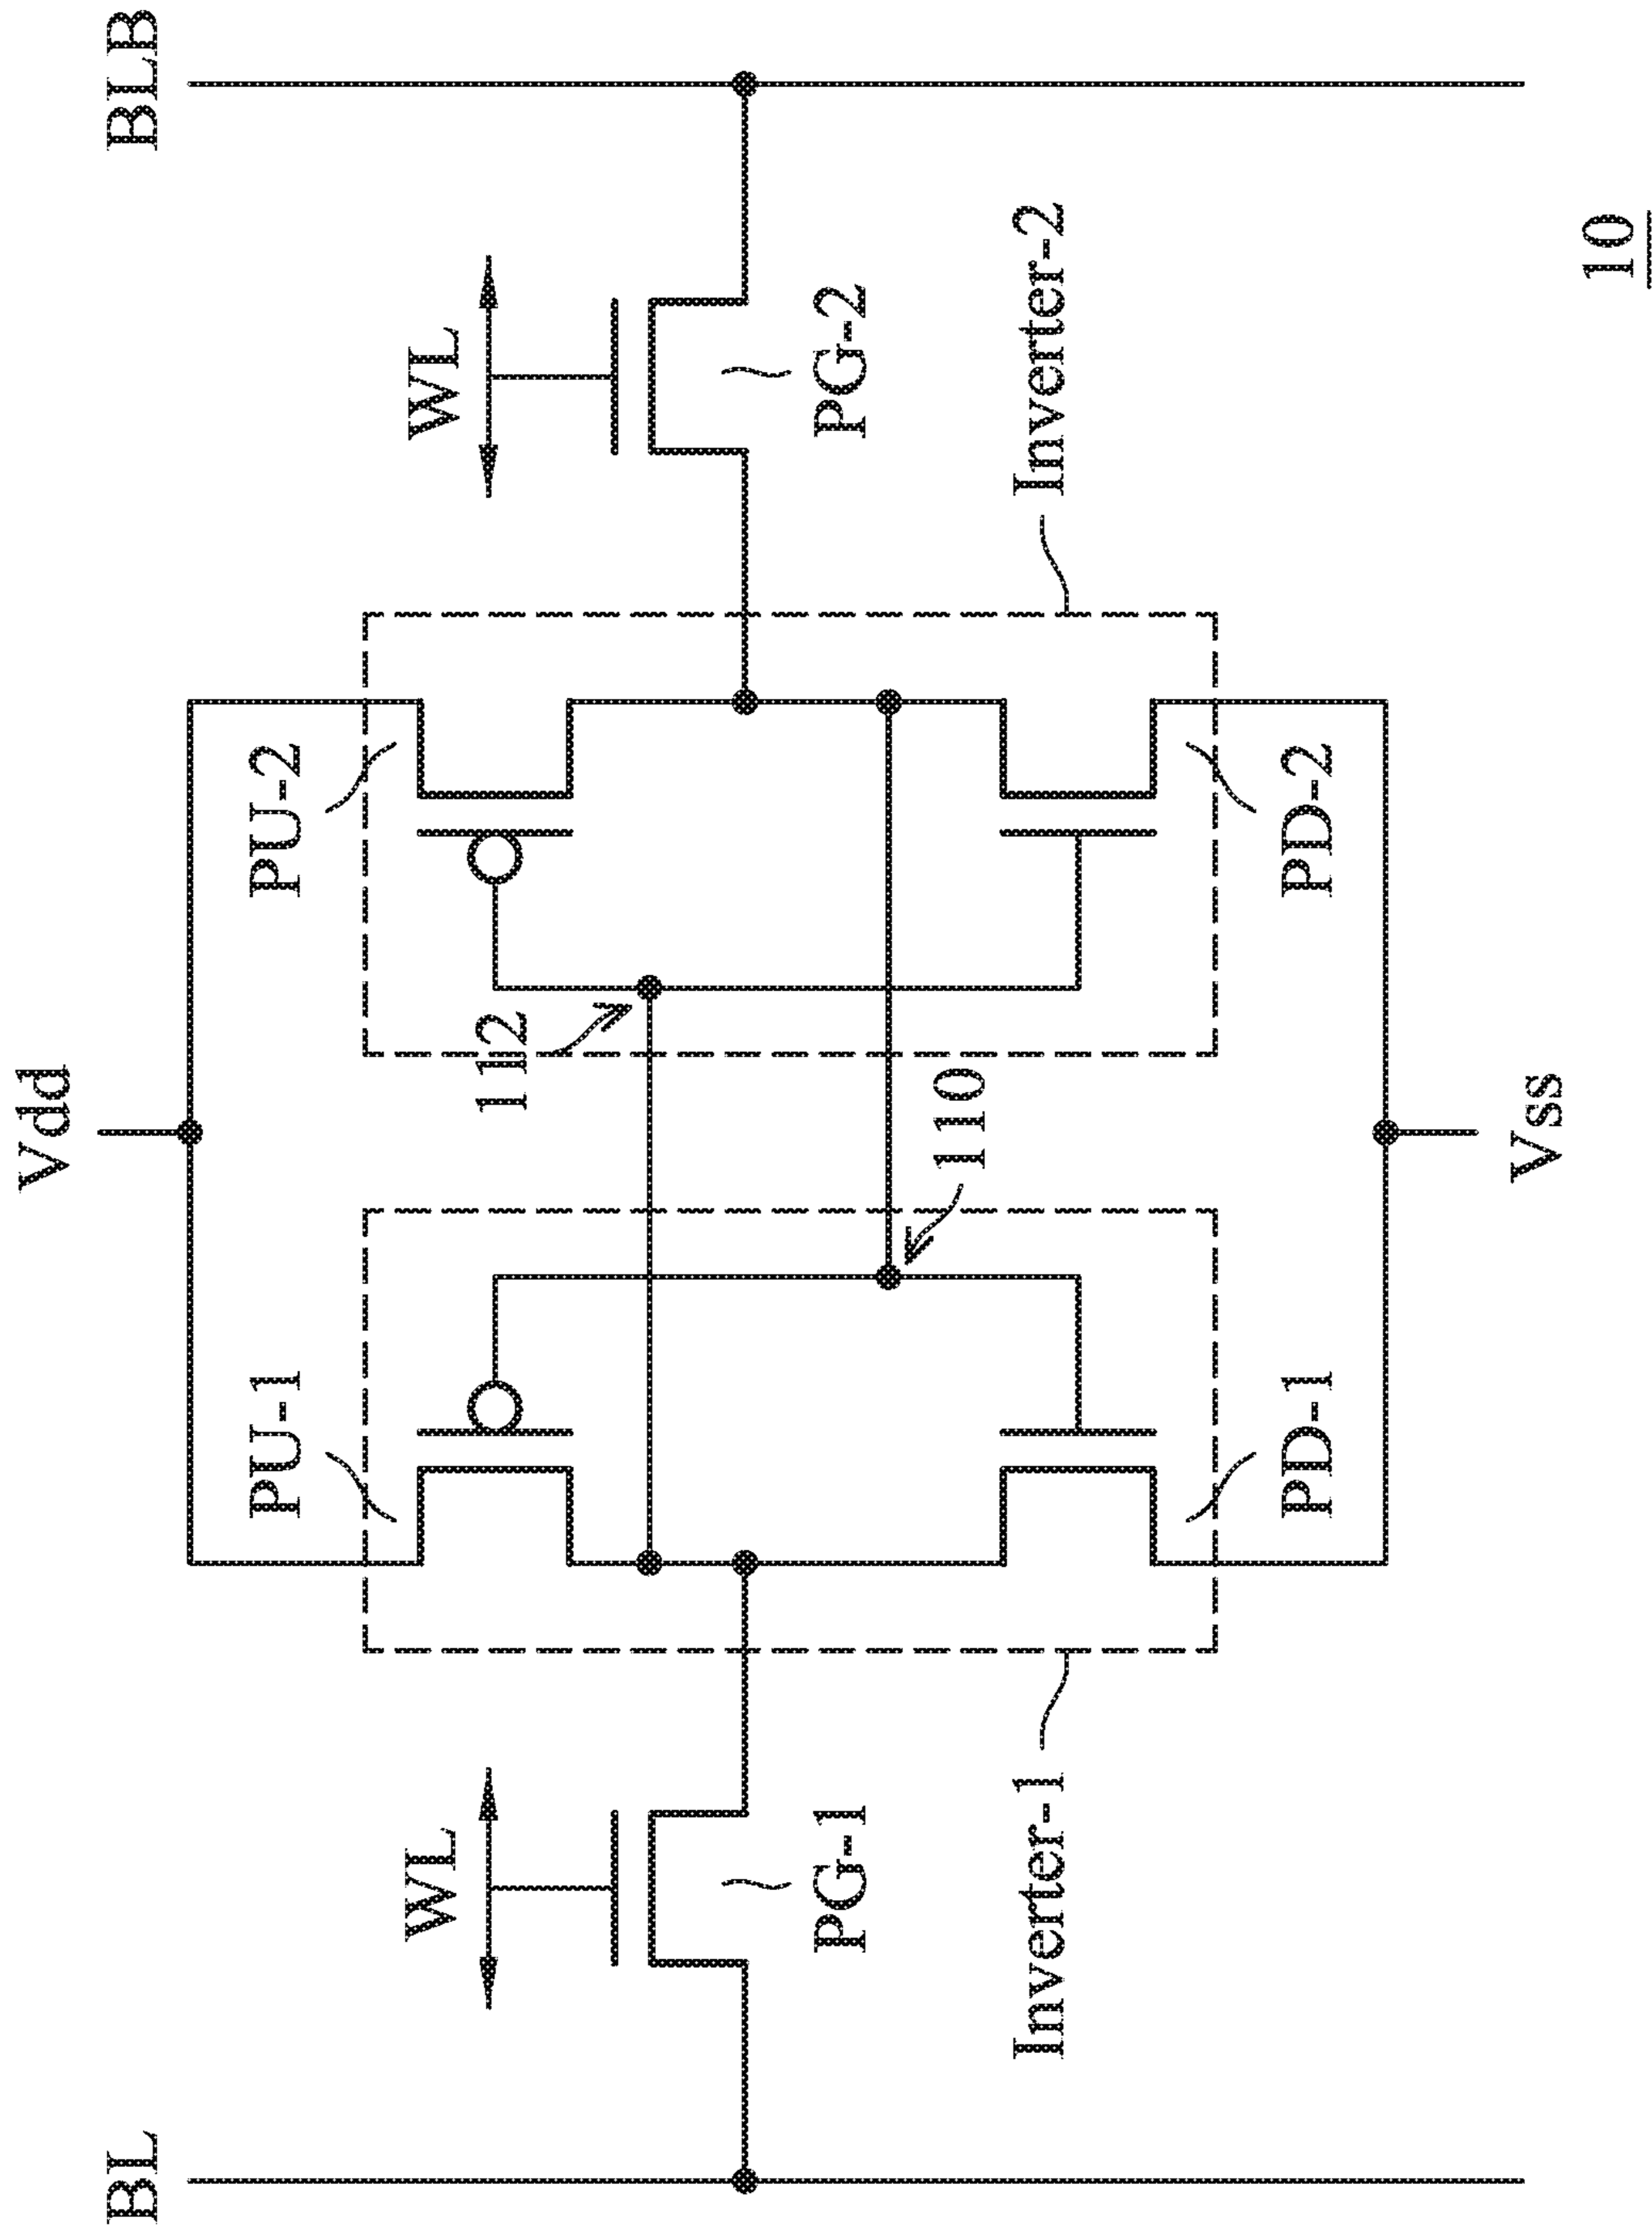 Vdd
BL
BLB
PU-1
PU-2
WL
WL
112
PG-1
PG-2
110
Inverter-1
Inverter-2
PD-1
PD-2
Vss
10